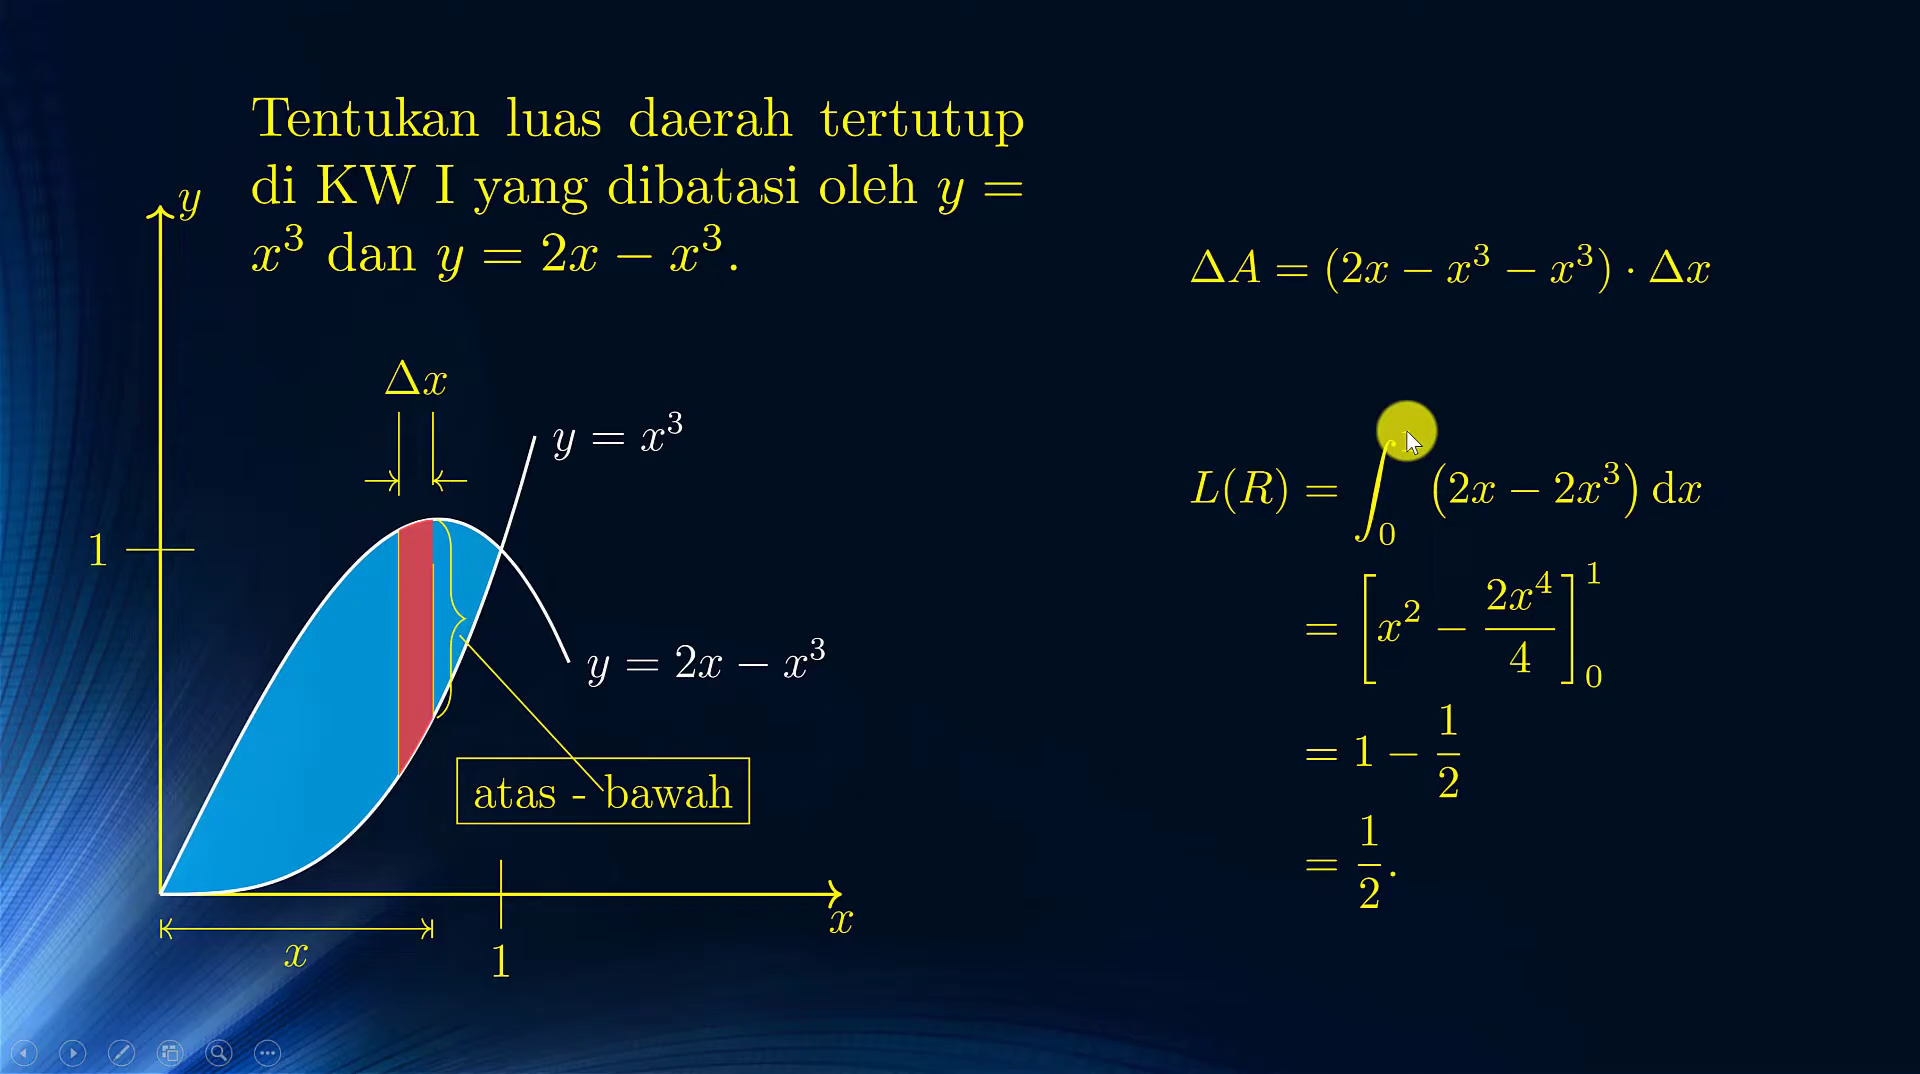 Tentukan luas daerah tertutup
di KW I yang dibatasi oleh y =
x³ dan y = 2x − x³.
y
ΔA = (2x − x³ − x³) · Δx
Δx
y = x³
L(R) = ∫₀ (2x − 2x³) dx
1
= [x² − 2x⁴/4]₀¹
y = 2x − x³
= 1 − 1/2
atas - bawah
= 1/2.
x
x
1